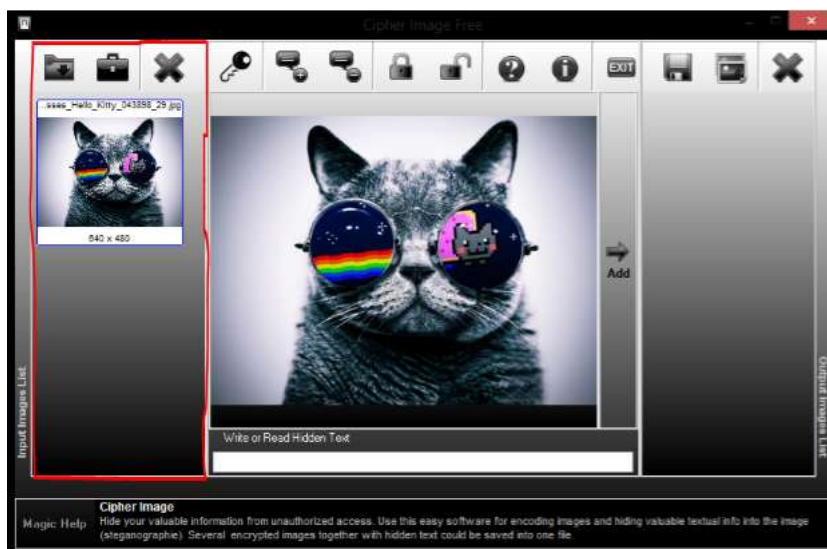 Cipher Image Free
...sses_Hello_Kitty_043898_29.jpg
640 x 480
Input Images List
EXIT
Add
Write or Read Hidden Text
Output Images List
Magic Help
Cipher Image
Hide your valuable information from unauthorized access. Use this easy software for encoding images and hiding valuable textual info into the image
(steganographie). Several encrypted images together with hidden text could be saved into one file